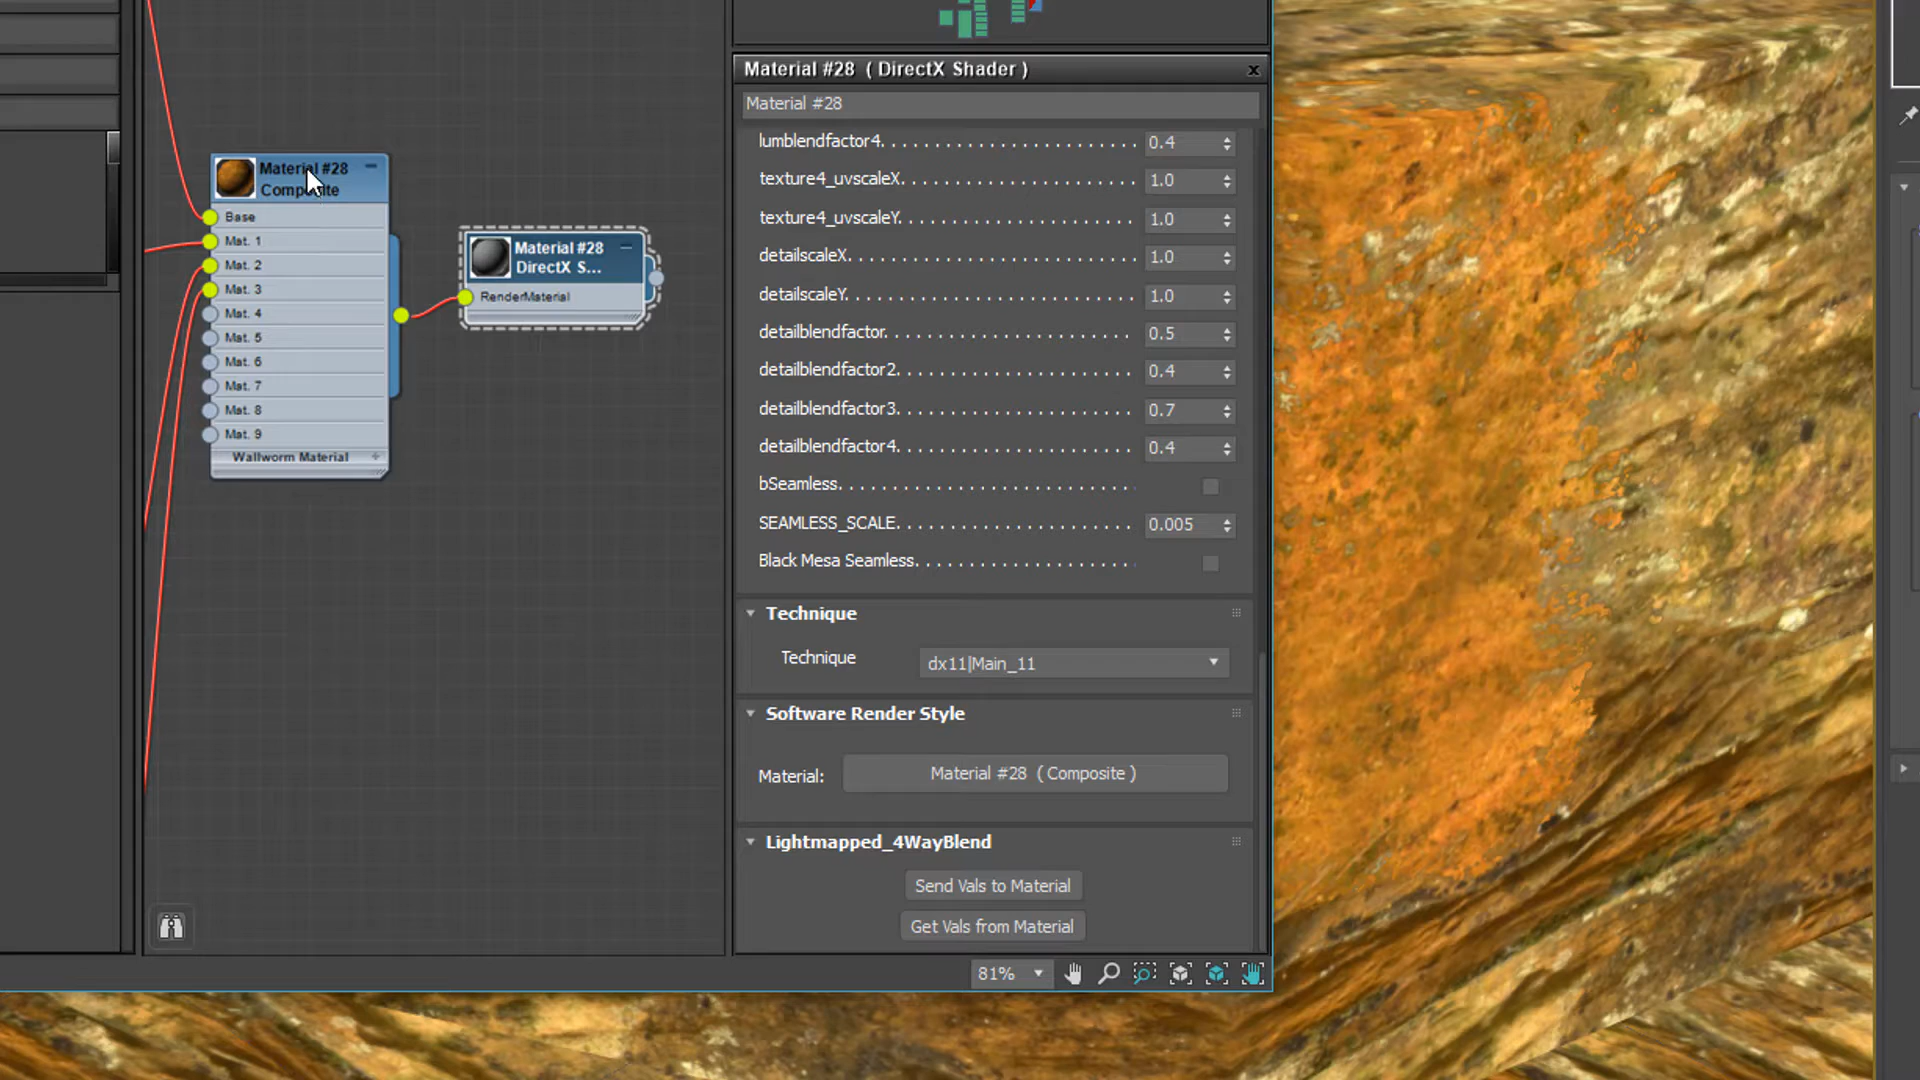 Material #28
Composite
Base
Mat. 1
Mat. 2
Mat. 3
Mat. 4
Mat. 5
Mat. 6
Mat. 7
Mat. 8
Mat. 9
Wallworm Material
Material #28
DirectX S...
RenderMaterial
Material #28 ( DirectX Shader )
Material #28
lumblendfactor4 0.4
texture4_uvscaleX 1.0
texture4_uvscaleY 1.0
detailscaleX 1.0
detailscaleY 1.0
detailblendfactor 0.5
detailblendfactor2 0.4
detailblendfactor3 0.7
detailblendfactor4 0.4
bSeamless
SEAMLESS_SCALE 0.005
Black Mesa Seamless
Technique
Technique dx11|Main_11
Software Render Style
Material: Material #28 ( Composite )
Lightmapped_4WayBlend
Send Vals to Material
Get Vals from Material
81%